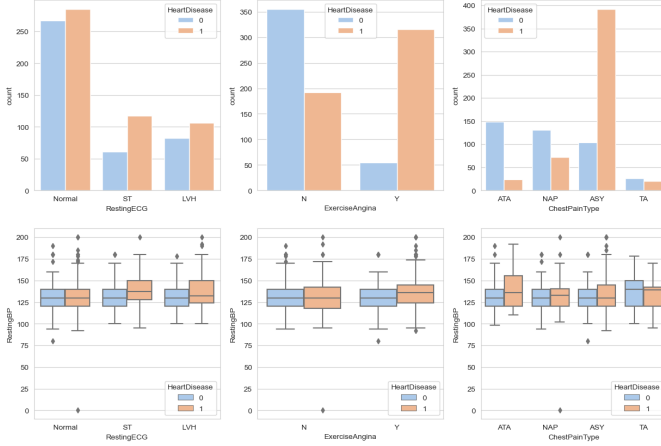 HeartDisease
0
1
count
250
200
150
100
50
0
Normal
ST
LVH
RestingECG
HeartDisease
0
1
count
350
300
250
200
150
100
50
0
N
Y
ExerciseAngina
HeartDisease
0
1
count
400
350
300
250
200
150
100
50
0
ATA
NAP
ASY
TA
ChestPainType
RestingBP
200
175
150
125
100
75
50
25
0
Normal
ST
LVH
RestingECG
HeartDisease
0
1
RestingBP
200
175
150
125
100
75
50
25
0
N
Y
ExerciseAngina
HeartDisease
0
1
RestingBP
200
175
150
125
100
75
50
25
0
ATA
NAP
ASY
TA
ChestPainType
HeartDisease
0
1